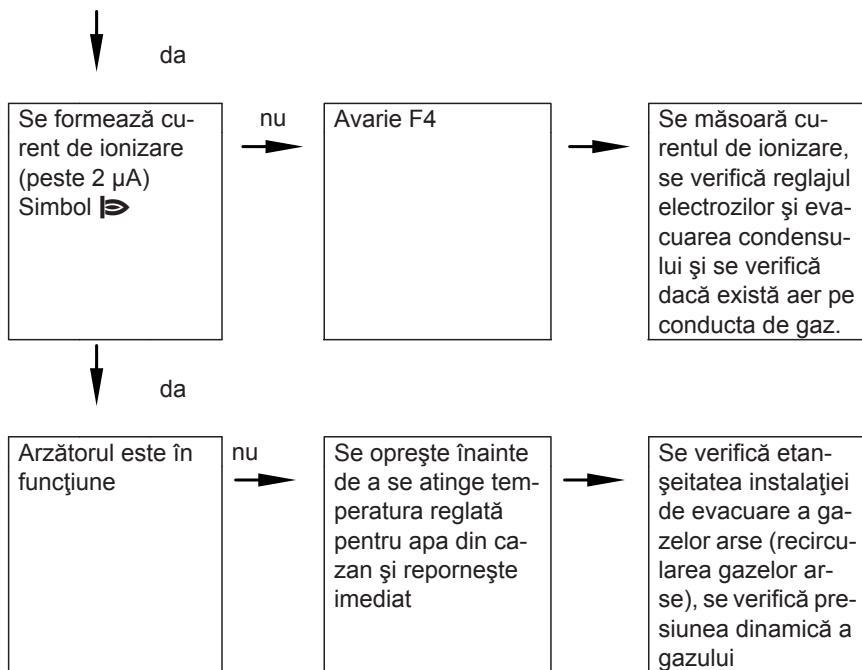 da
Se formează cu-
rent de ionizare
(peste 2 µA)
Simbol
nu
Avarie F4
Se măsoară cu-
rentul de ionizare,
se verifică reglajul
electrozilor şi eva-
cuarea condensu-
lui şi se verifică
dacă există aer pe
conducta de gaz.
da
Arzătorul este în
funcţiune
nu
Se opreşte înainte
de a se atinge tem-
peratura reglată
pentru apa din ca-
zan şi reporneşte
imediat
Se verifică etan-
şeitatea instalaţiei
de evacuare a ga-
zelor arse (recircu-
larea gazelor ar-
se), se verifică pre-
siunea dinamică a
gazului